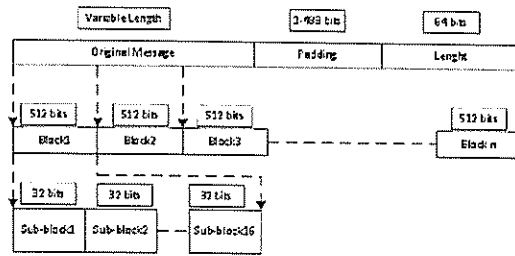 Variable Length
1-493 bits
64 bits
Original Message
Padding
Lenght
512 bits
512 bits
512 bits
512 bits
Block1
Block2
Block3
Block n
32 bits
32 bits
32 bits
Sub-block1
Sub-block2
Sub-block16